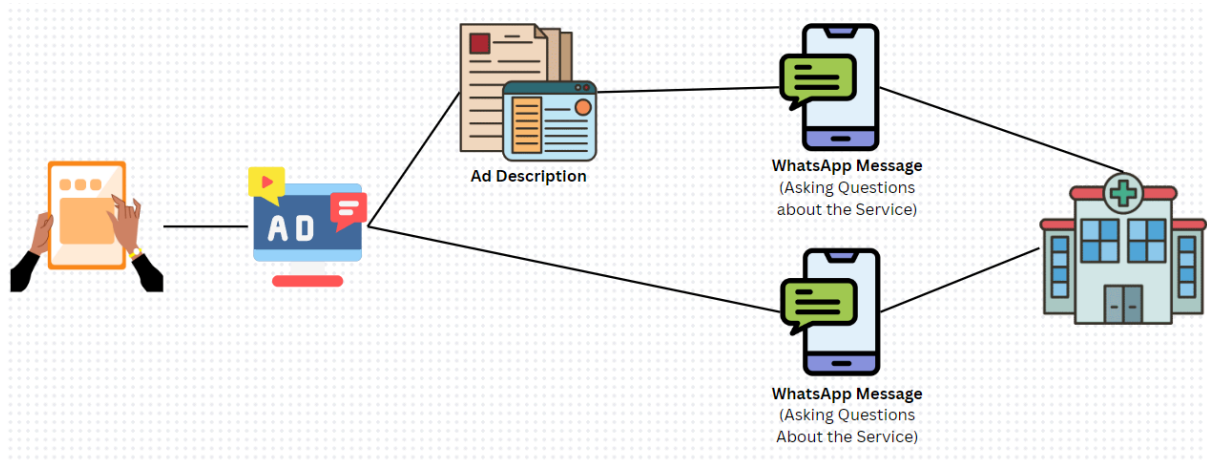 AD
Ad Description
WhatsApp Message
(Asking Questions
about the Service)
WhatsApp Message
(Asking Questions
About the Service)